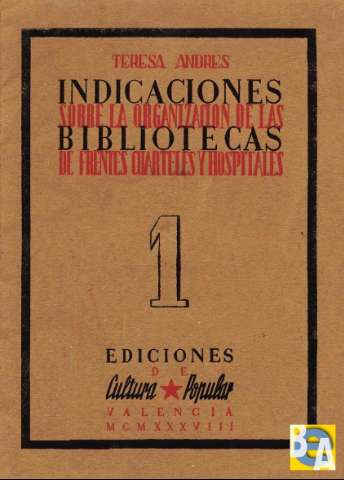 TERESA ANDRES
INDICACIONES
SOBRE LA ORGANIZACION DE LAS
BIBLIOTECAS
DE FRENTES CUARTELES Y HOSPITALES
1
EDICIONES
DE
Cultura ★ Popular
VALENCIA
MCMXXXVIII
BA